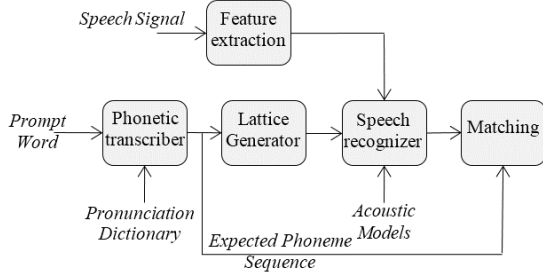 Speech Signal
Feature
extraction
Prompt
Word
Phonetic
transcriber
Lattice
Generator
Speech
recognizer
Matching
Pronunciation
Dictionary
Acoustic
Models
Expected Phoneme
Sequence